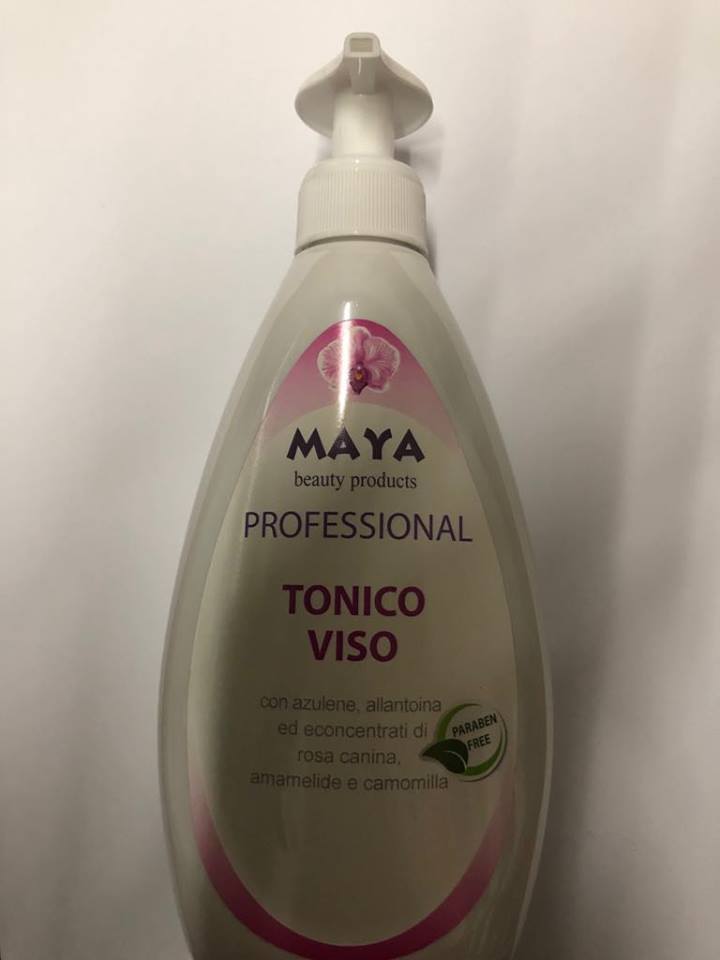 MAYA
beauty products
PROFESSIONAL
TONICO
VISO
con azulene, allantoina
ed econcentrati di
rosa canina,
amamelide e camomilla
PARABEN
FREE